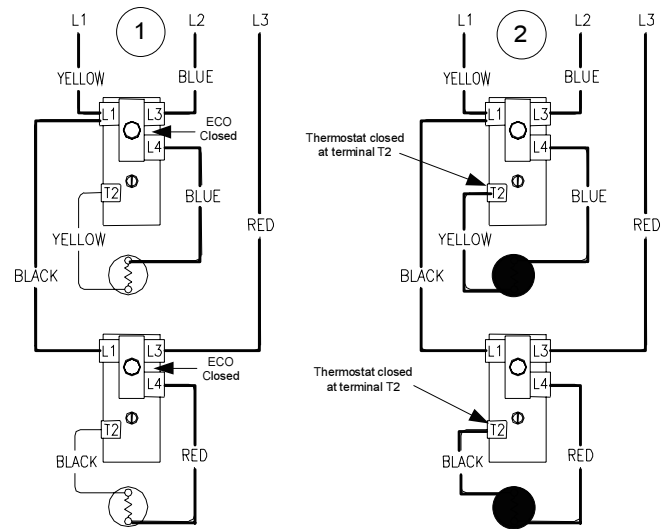 L1
1
L2
L3
YELLOW
BLUE
L1
L3
ECO
Closed
L4
T2
BLUE
YELLOW
RED
BLACK
L1
L3
ECO
Closed
L4
T2
BLACK
RED
L1
2
L2
L3
YELLOW
BLUE
L1
L3
Thermostat closed
at terminal T2
L4
T2
BLUE
YELLOW
RED
BLACK
L1
L3
Thermostat closed
at terminal T2
L4
T2
BLACK
RED